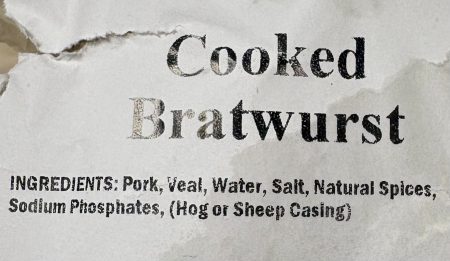 Cooked
Bratwurst
INGREDIENTS: Pork, Veal, Water, Salt, Natural Spices,
Sodium Phosphates, (Hog or Sheep Casing)